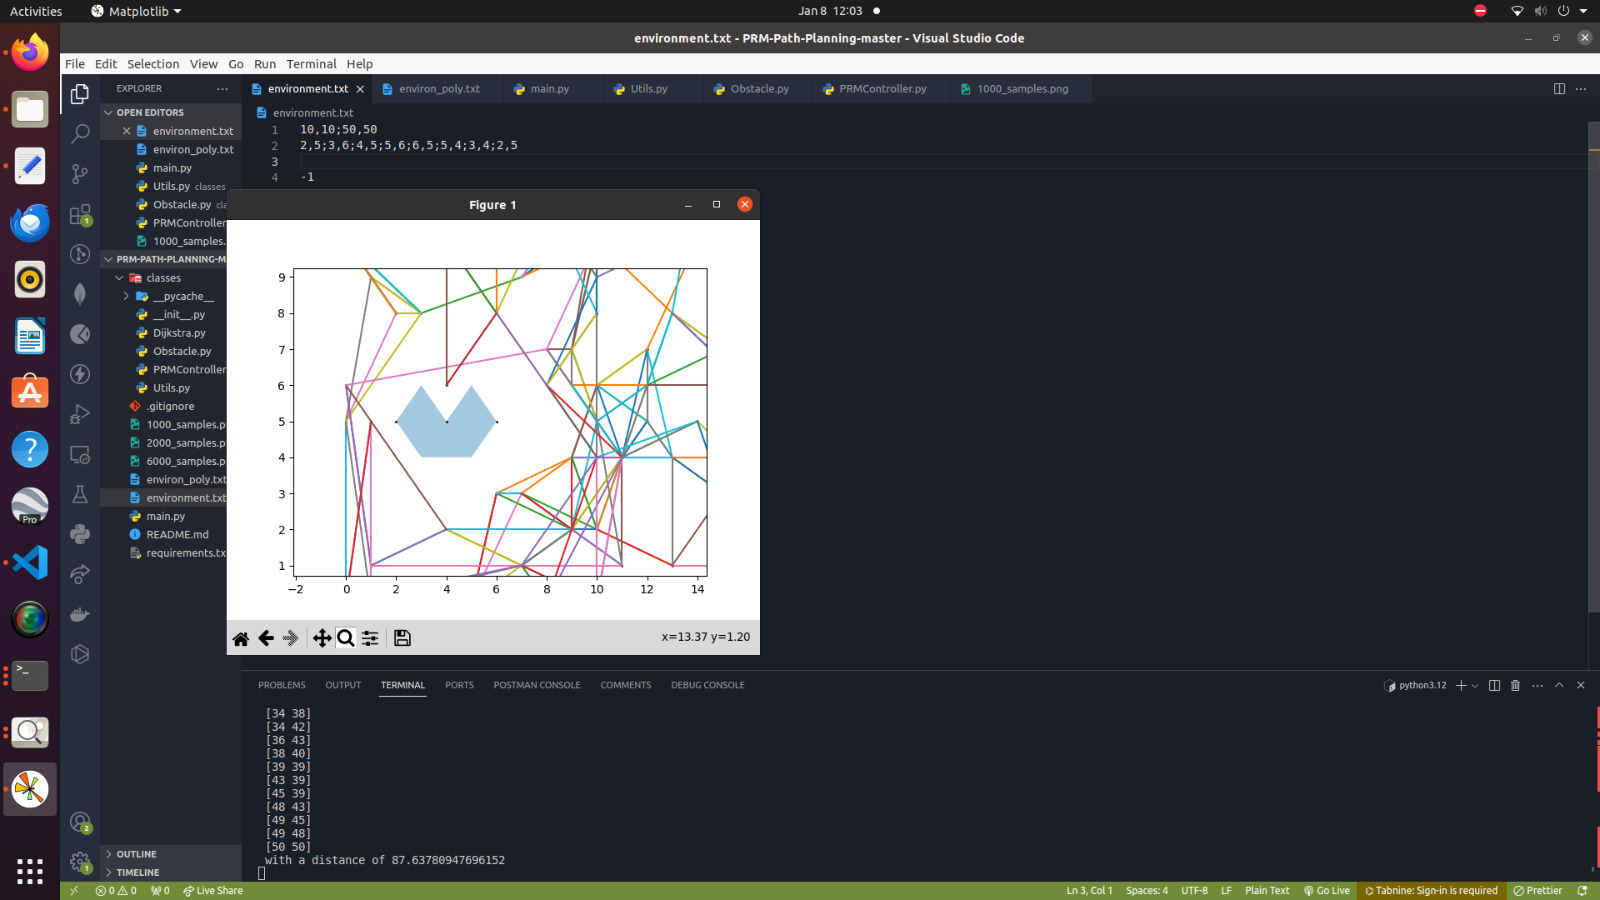 Activities
Matplotlib
Jan 8 12:03
environment.txt - PRM-Path-Planning-master - Visual Studio Code
File Edit Selection View Go Run Terminal Help
EXPLORER
OPEN EDITORS
environment.txt
environ_poly.txt
main.py
Utils.py classes
Obstacle.py cla
PRMController
1000_samples.
PRM-PATH-PLANNING-M
classes
__pycache__
__init__.py
Dijkstra.py
Obstacle.py
PRMController
Utils.py
.gitignore
1000_samples.p
2000_samples.p
6000_samples.p
environ_poly.txt
environment.txt
main.py
README.md
requirements.tx
OUTLINE
TIMELINE
environment.txt
environ_poly.txt
main.py
Utils.py
Obstacle.py
PRMController.py
1000_samples.png
environment.txt
1 10,10;50,50
2 2,5;3,6;4,5;5,6;6,5;5,4;3,4;2,5
3
4 -1
Figure 1
9
8
7
6
5
4
3
2
1
−2 0 2 4 6 8 10 12 14
x=13.37 y=1.20
PROBLEMS OUTPUT TERMINAL PORTS POSTMAN CONSOLE COMMENTS DEBUG CONSOLE
python3.12
[34 38]
[34 42]
[36 43]
[38 40]
[39 39]
[43 39]
[45 39]
[48 43]
[49 45]
[49 48]
[50 50]
with a distance of 87.63780947696152
Pro
1
2
1
0 0 0 Live Share
Ln 3, Col 1 Spaces: 4 UTF-8 LF Plain Text Go Live Tabnine: Sign-in is required Prettier